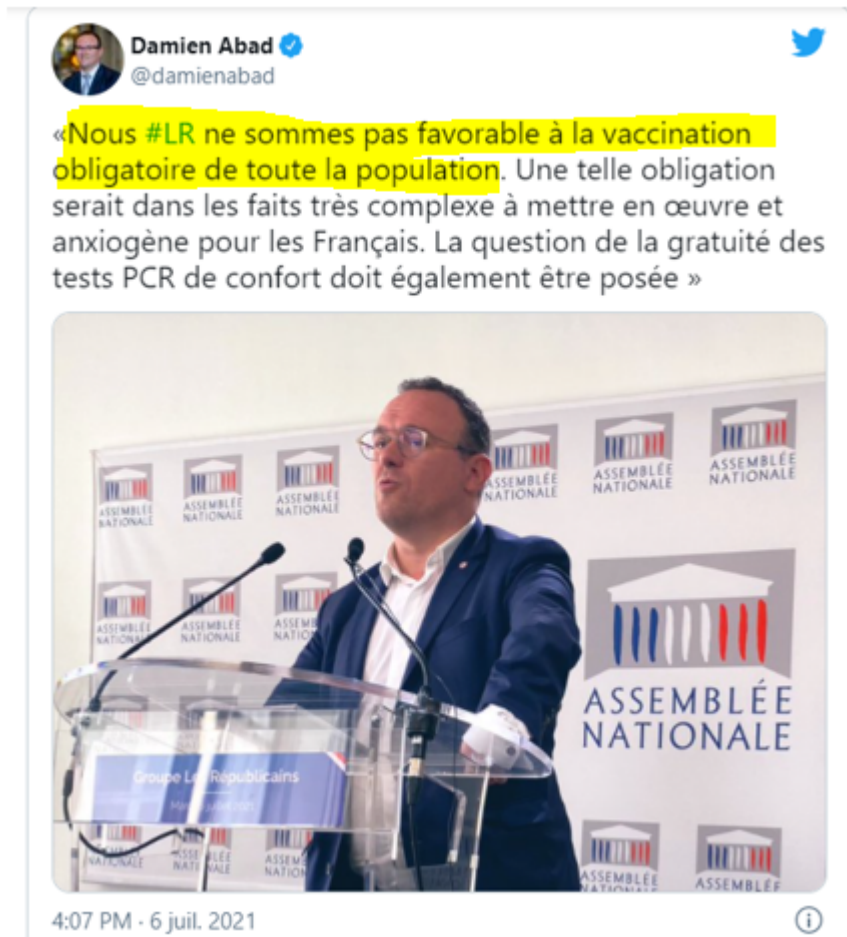 Damien Abad
@damienabad
«Nous #LR ne sommes pas favorable à la vaccination
obligatoire de toute la population. Une telle obligation
serait dans les faits très complexe à mettre en œuvre et
anxiogène pour les Français. La question de la gratuité des
tests PCR de confort doit également être posée »
ASSEMBLÉE
NATIONALE
ASSEMBLÉE
NATIONALE
ASSEMBLÉE
NATIONALE
ASSEMBLÉE
NATIONALE
ASSEMBLÉE
NATIONALE
ASSEMBLÉE
NATIONALE
ASSEMBLÉE
NATIONALE
ASSEMBLÉE
NATIONALE
ASSEMBLÉE
NATIONALE
Groupe Les Républicains
ASSEMBLÉE
4:07 PM · 6 juil. 2021